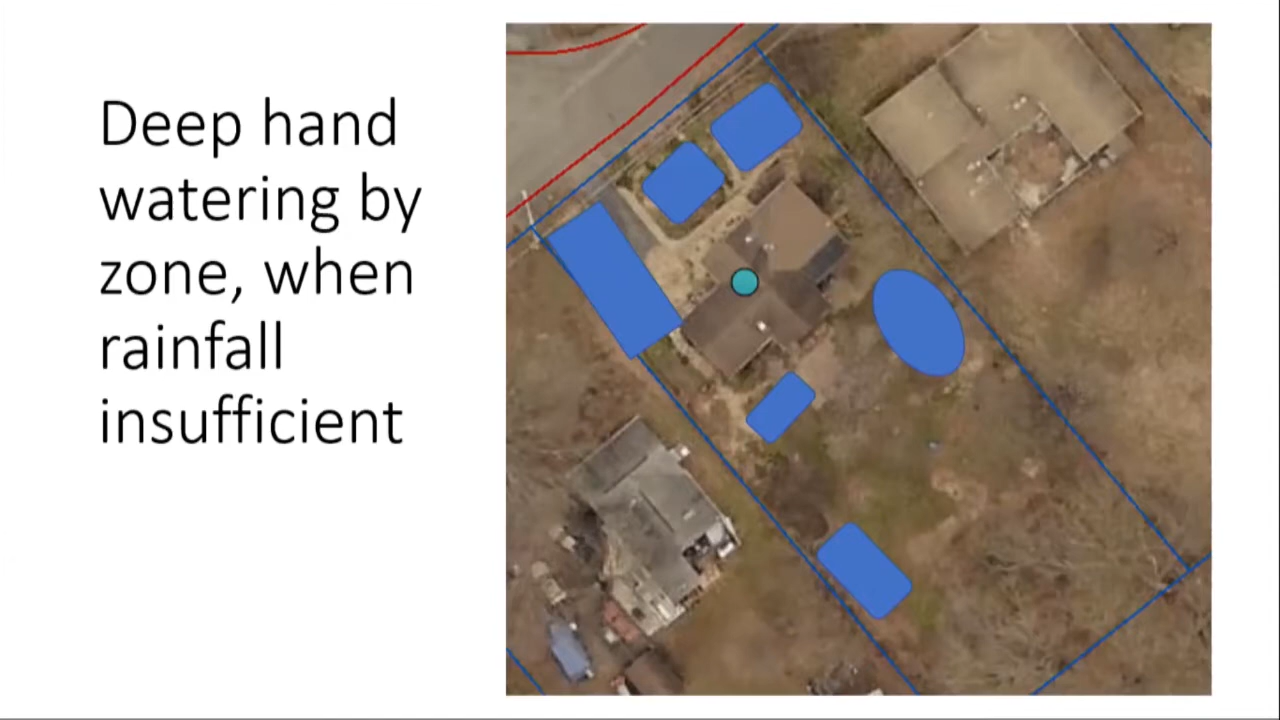 Deep hand
watering by
zone, when
rainfall
insufficient